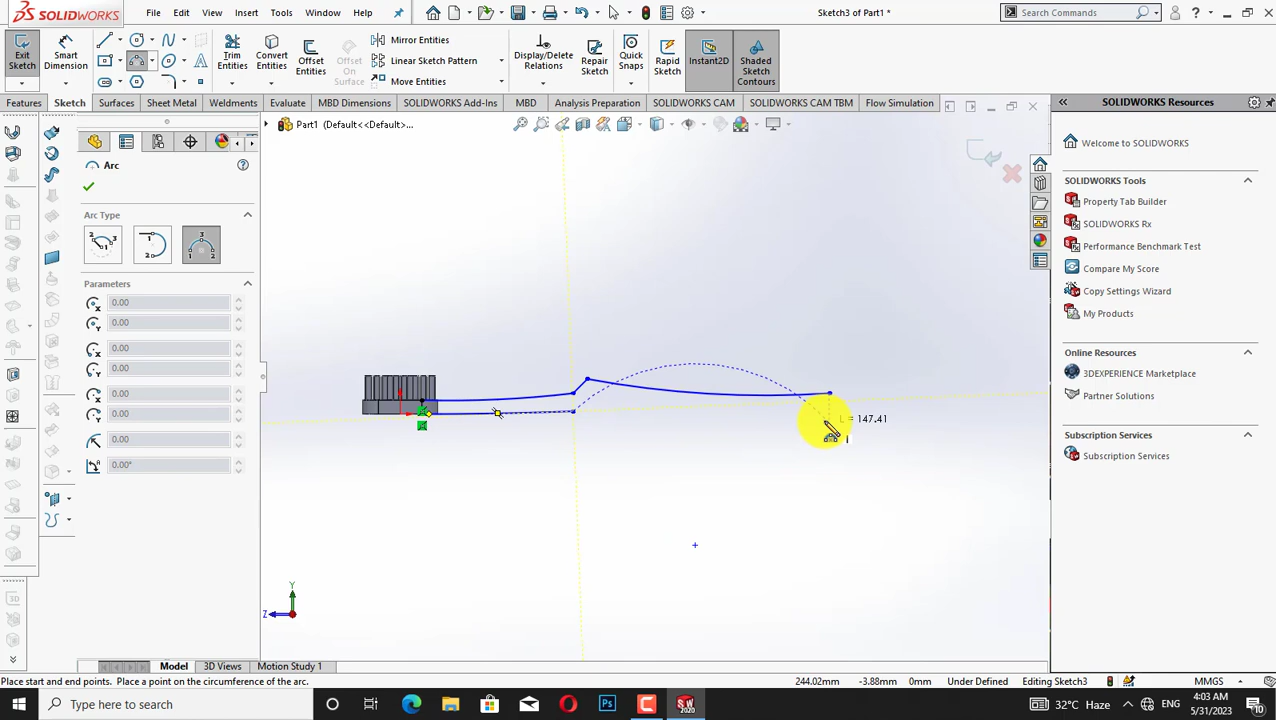 SOLIDWORKS File Edit View Insert Tools Window Help Sketch3 of Part1 * Search Commands
Exit Sketch
Smart Dimension
Trim Entities
Convert Entities
Offset Entities
Offset On Surface
Mirror Entities
Linear Sketch Pattern
Move Entities
Display/Delete Relations
Repair Sketch
Quick Snaps
Rapid Sketch
Instant2D
Shaded Sketch Contours
Features Sketch Surfaces Sheet Metal Weldments Evaluate MBD Dimensions SOLIDWORKS Add-Ins MBD Analysis Preparation SOLIDWORKS CAM SOLIDWORKS CAM TBM Flow Simulation
Part1 (Default<<Default>...
Arc
Arc Type
Parameters
0.00
0.00
0.00
0.00
0.00
0.00
0.00
0.00°
L = 147.41
Y
Z
SOLIDWORKS Resources
Welcome to SOLIDWORKS
SOLIDWORKS Tools
Property Tab Builder
SOLIDWORKS Rx
Performance Benchmark Test
Compare My Score
Copy Settings Wizard
My Products
Online Resources
3DEXPERIENCE Marketplace
Partner Solutions
Subscription Services
Subscription Services
Model 3D Views Motion Study 1
Place start and end points. Place a point on the circumference of the arc. 244.02mm -3.88mm 0mm Under Defined Editing Sketch3 MMGS
Type here to search
32°C Haze
ENG
4:03 AM
5/31/2023
10